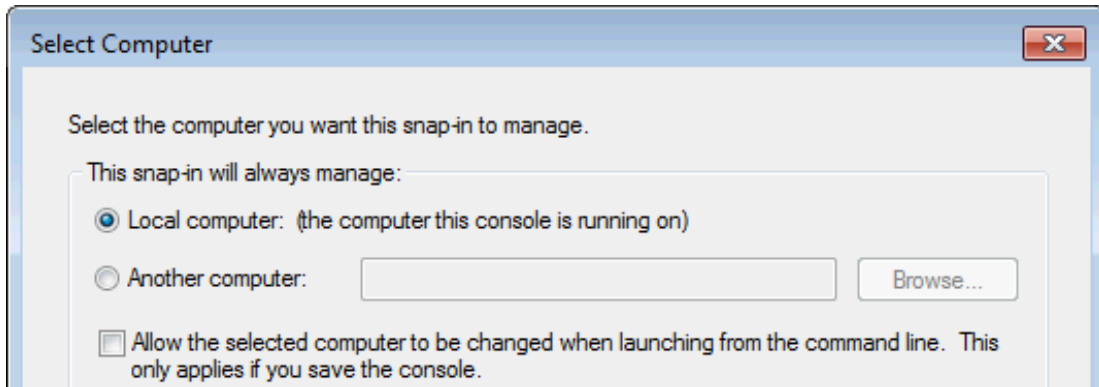 Select Computer
Select the computer you want this snap-in to manage.
This snap-in will always manage:
Local computer:  (the computer this console is running on)
Another computer:
Browse...
Allow the selected computer to be changed when launching from the command line.  This
only applies if you save the console.